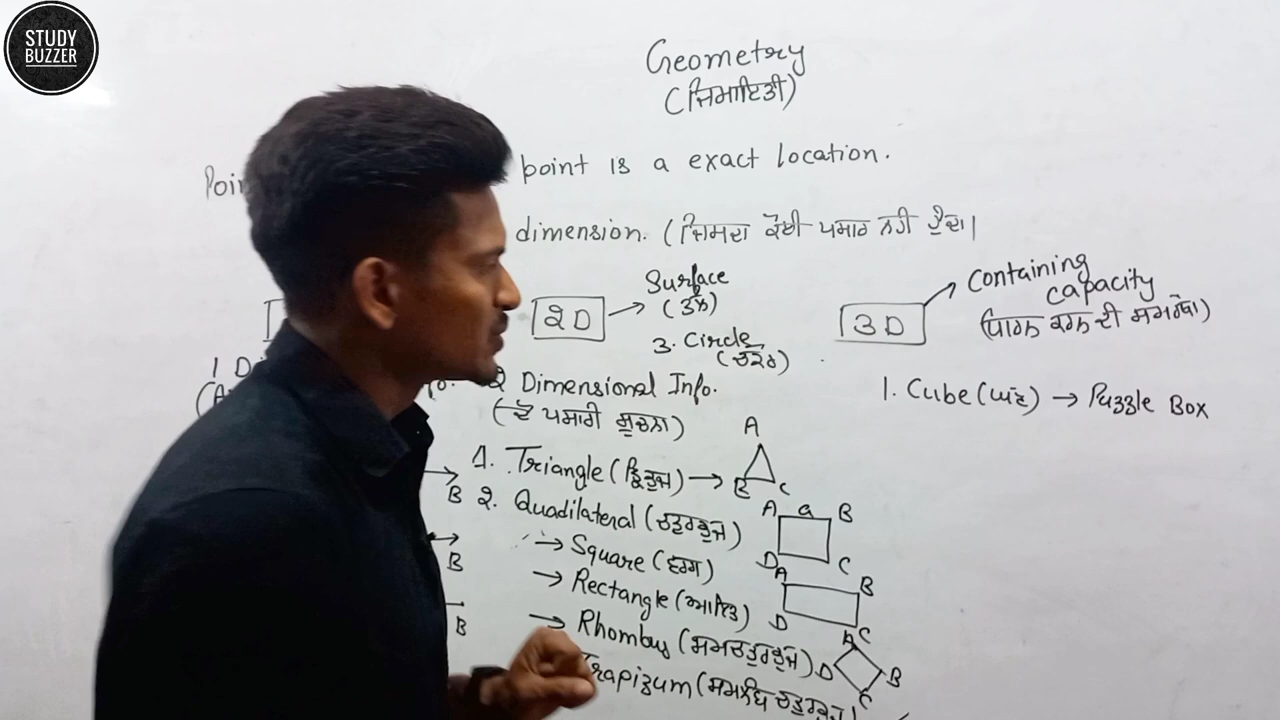 STUDY
BUZZER
Geometry
(ਜਿਮਾਇਤੀ)
point is a exact location.
dimension. (ਜਿਸਦਾ ਕੋਈ ਪਸਾਰ ਨਹੀ ਹੁੰਦਾ।
2D → Surface
(ਤਲ)
3. Circle
(ਚੱਕਰ)
3D → Containing
capacity
(ਧਾਰਨ ਕਰਨ ਦੀ ਸਮਰੱਥਾ)
1. Cube (ਘਣ) → Puzzle Box
2 Dimensional Info.
(ਦੋ ਪਸਾਰੀ ਸੂਚਨਾ)
1. Triangle (ਤ੍ਰਿਭੁਜ) →
A
B C
2. Quadilateral (ਚਤੁਰਭੁਜ)
→ Square (ਵਰਗ)
A a B
D C
→ Rectangle (ਆਇਤ)
A B
D C
→ Rhombus (ਸਮਚਤੁਰਭੁਜ)
A
D B
C
Trapizum (ਸਮਲੰਬ ਚਤੁਰਭੁਜ)
B
B
B